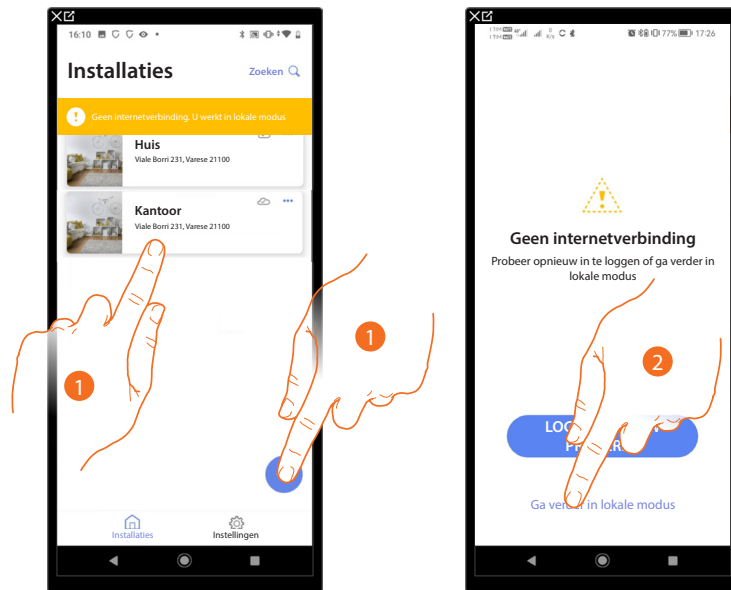 16:10
Installaties
Zoeken
Geen internetverbinding. U werkt in lokale modus
Huis
Viale Borri 231, Varese 21100
Kantoor
Viale Borri 231, Varese 21100
1
1
Installaties
Instellingen
77% 17:26
Geen internetverbinding
Probeer opnieuw in te loggen of ga verder in
lokale modus
2
Ga verder in lokale modus